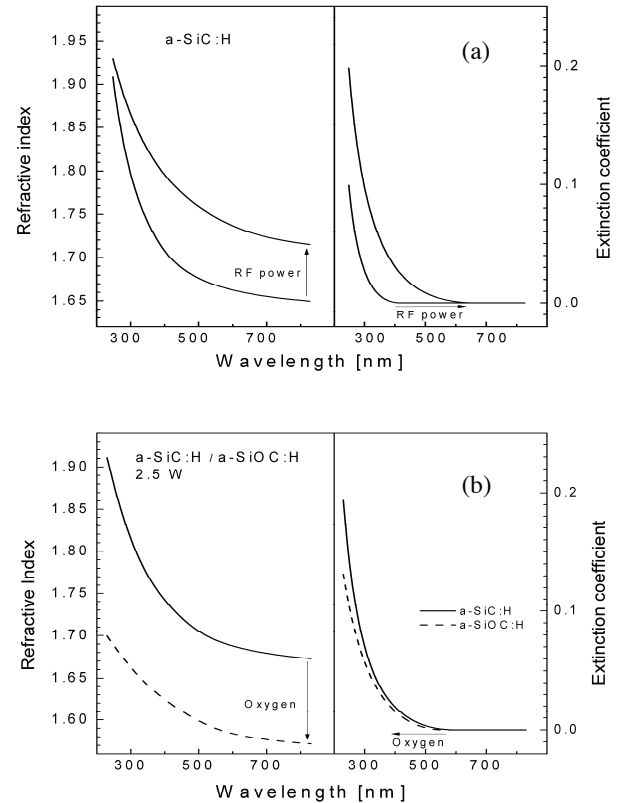 a-SiC:H
(a)
Refractive index
1.95
1.90
1.85
1.80
1.75
1.70
1.65
RF power
0.2
0.1
0.0
Extinction coefficient
RF power
300
500
700
300
500
700
Wavelength [nm]
a-SiC:H / a-SiOC:H
2.5 W
(b)
Refractive Index
1.90
1.85
1.80
1.75
1.70
1.65
1.60
Oxygen
0.2
0.1
0.0
Extinction coefficient
a-SiC:H
a-SiOC:H
Oxygen
300
500
700
300
500
700
Wavelength [nm]